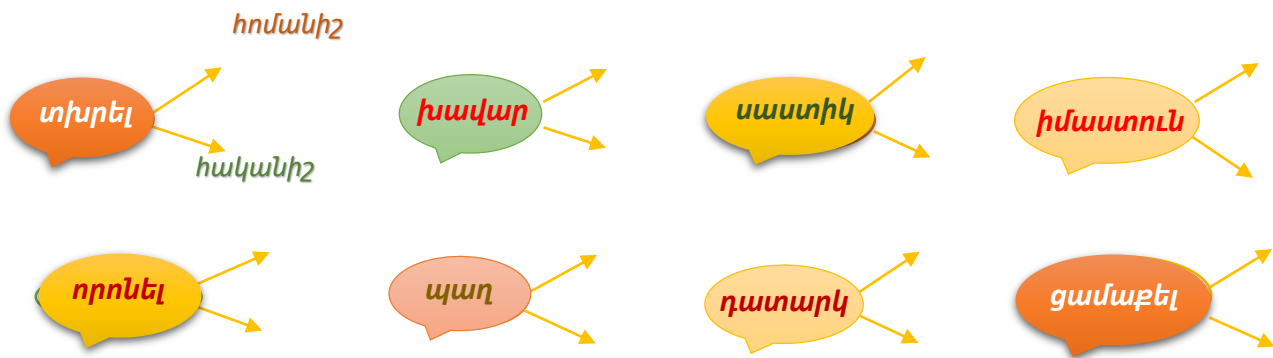 հոմանիշ
տխրել
խավար
սաստիկ
իմաստուն
հականիշ
որոնել
պաղ
դատարկ
ցամաքել